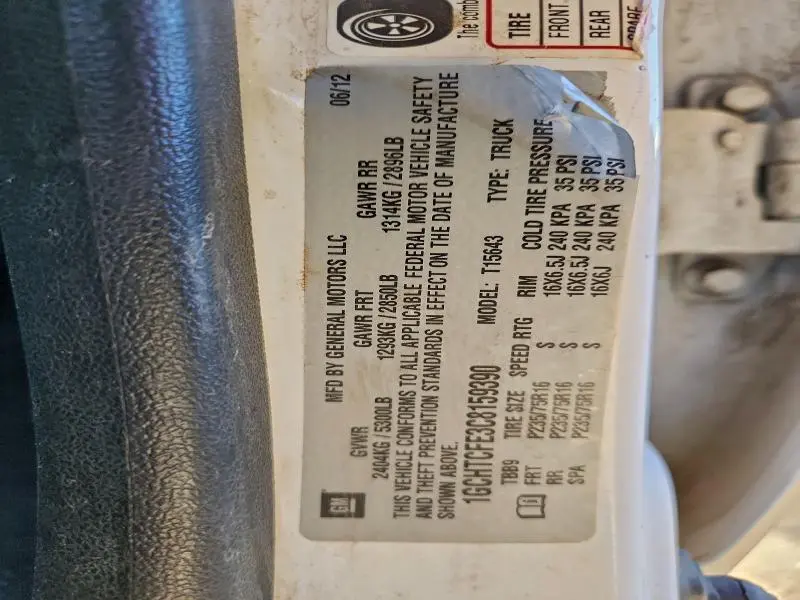 The comb
TIRE
FRONT
REAR
SPARE
MFD BY GENERAL MOTORS LLC 06/12
GVWR GAWR FRT GAWR RR
2404KG / 5300LB 1293KG / 2850LB 1314KG / 2896LB
THIS VEHICLE CONFORMS TO ALL APPLICABLE FEDERAL MOTOR VEHICLE SAFETY
AND THEFT PREVENTION STANDARDS IN EFFECT ON THE DATE OF MANUFACTURE
SHOWN ABOVE.
1GCHTCFE3C8159390 MODEL: T15643 TYPE: TRUCK
TBB9 TIRE SIZE SPEED RTG RIM COLD TIRE PRESSURE
FRT P235/75R16 S 16X6.5J 240 KPA 35 PSI
RR P235/75R16 S 16X6.5J 240 KPA 35 PSI
SPA P235/75R16 S 16X6J 240 KPA 35 PSI
GM